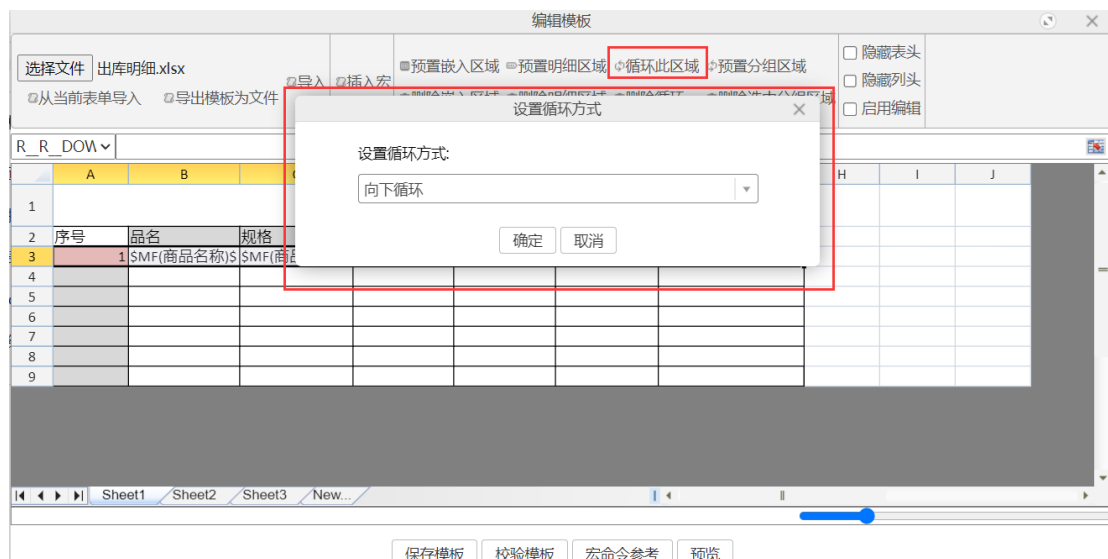 编辑模板
选择文件 出库明细.xlsx
导入 插入宏
预置嵌入区域 预置明细区域 循环此区域 预置分组区域
隐藏表头
从当前表单导入 导出模板为文件
隐藏列头
启用编辑
设置循环方式
设置循环方式:
向下循环
确定 取消
R_R_DOW
A B H I J
1
2 序号 品名 规格
3 1 $MF(商品名称)$ $MF(商品
4
5
6
7
8
9
Sheet1 Sheet2 Sheet3 New...
保存模板 校验模板 宏命令参考 预览